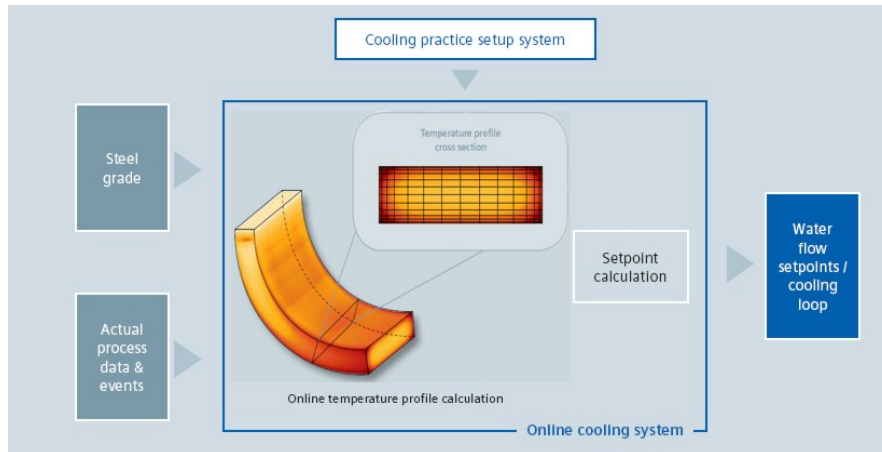 Cooling practice setup system
Steel
grade
Temperature profile
cross section
Setpoint
calculation
Water
flow
setpoints /
cooling
loop
Actual
process
data &
events
Online temperature profile calculation
Online cooling system